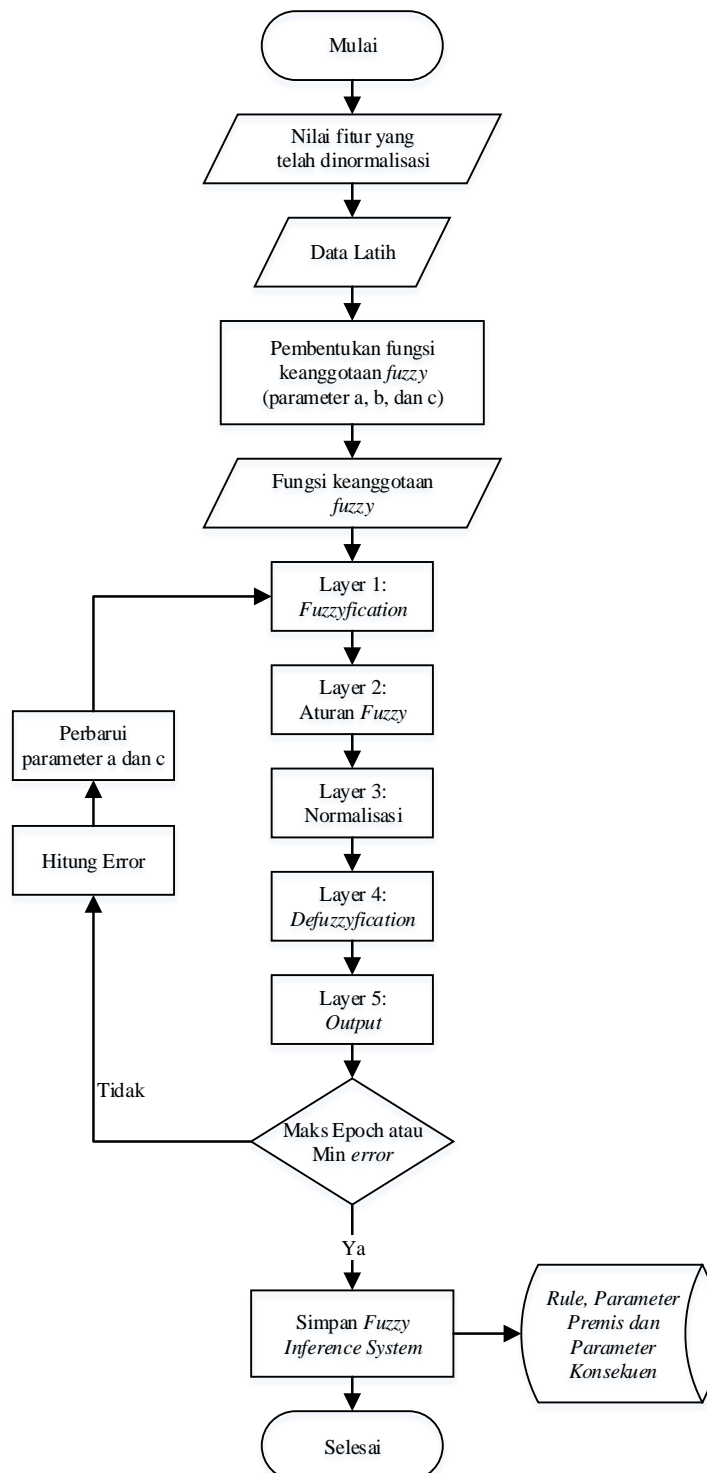 Mulai
Nilai fitur yang
telah dinormalisasi
Data Latih
Pembentukan fungsi
keanggotaan fuzzy
(parameter a, b, dan c)
Fungsi keanggotaan
fuzzy
Layer 1:
Fuzzyfication
Layer 2:
Aturan Fuzzy
Perbarui
parameter a dan c
Layer 3:
Normalisasi
Hitung Error
Layer 4:
Defuzzyfication
Layer 5:
Output
Tidak
Maks Epoch atau
Min error
Ya
Simpan Fuzzy
Inference System
Rule, Parameter
Premis dan
Parameter
Konsekuen
Selesai